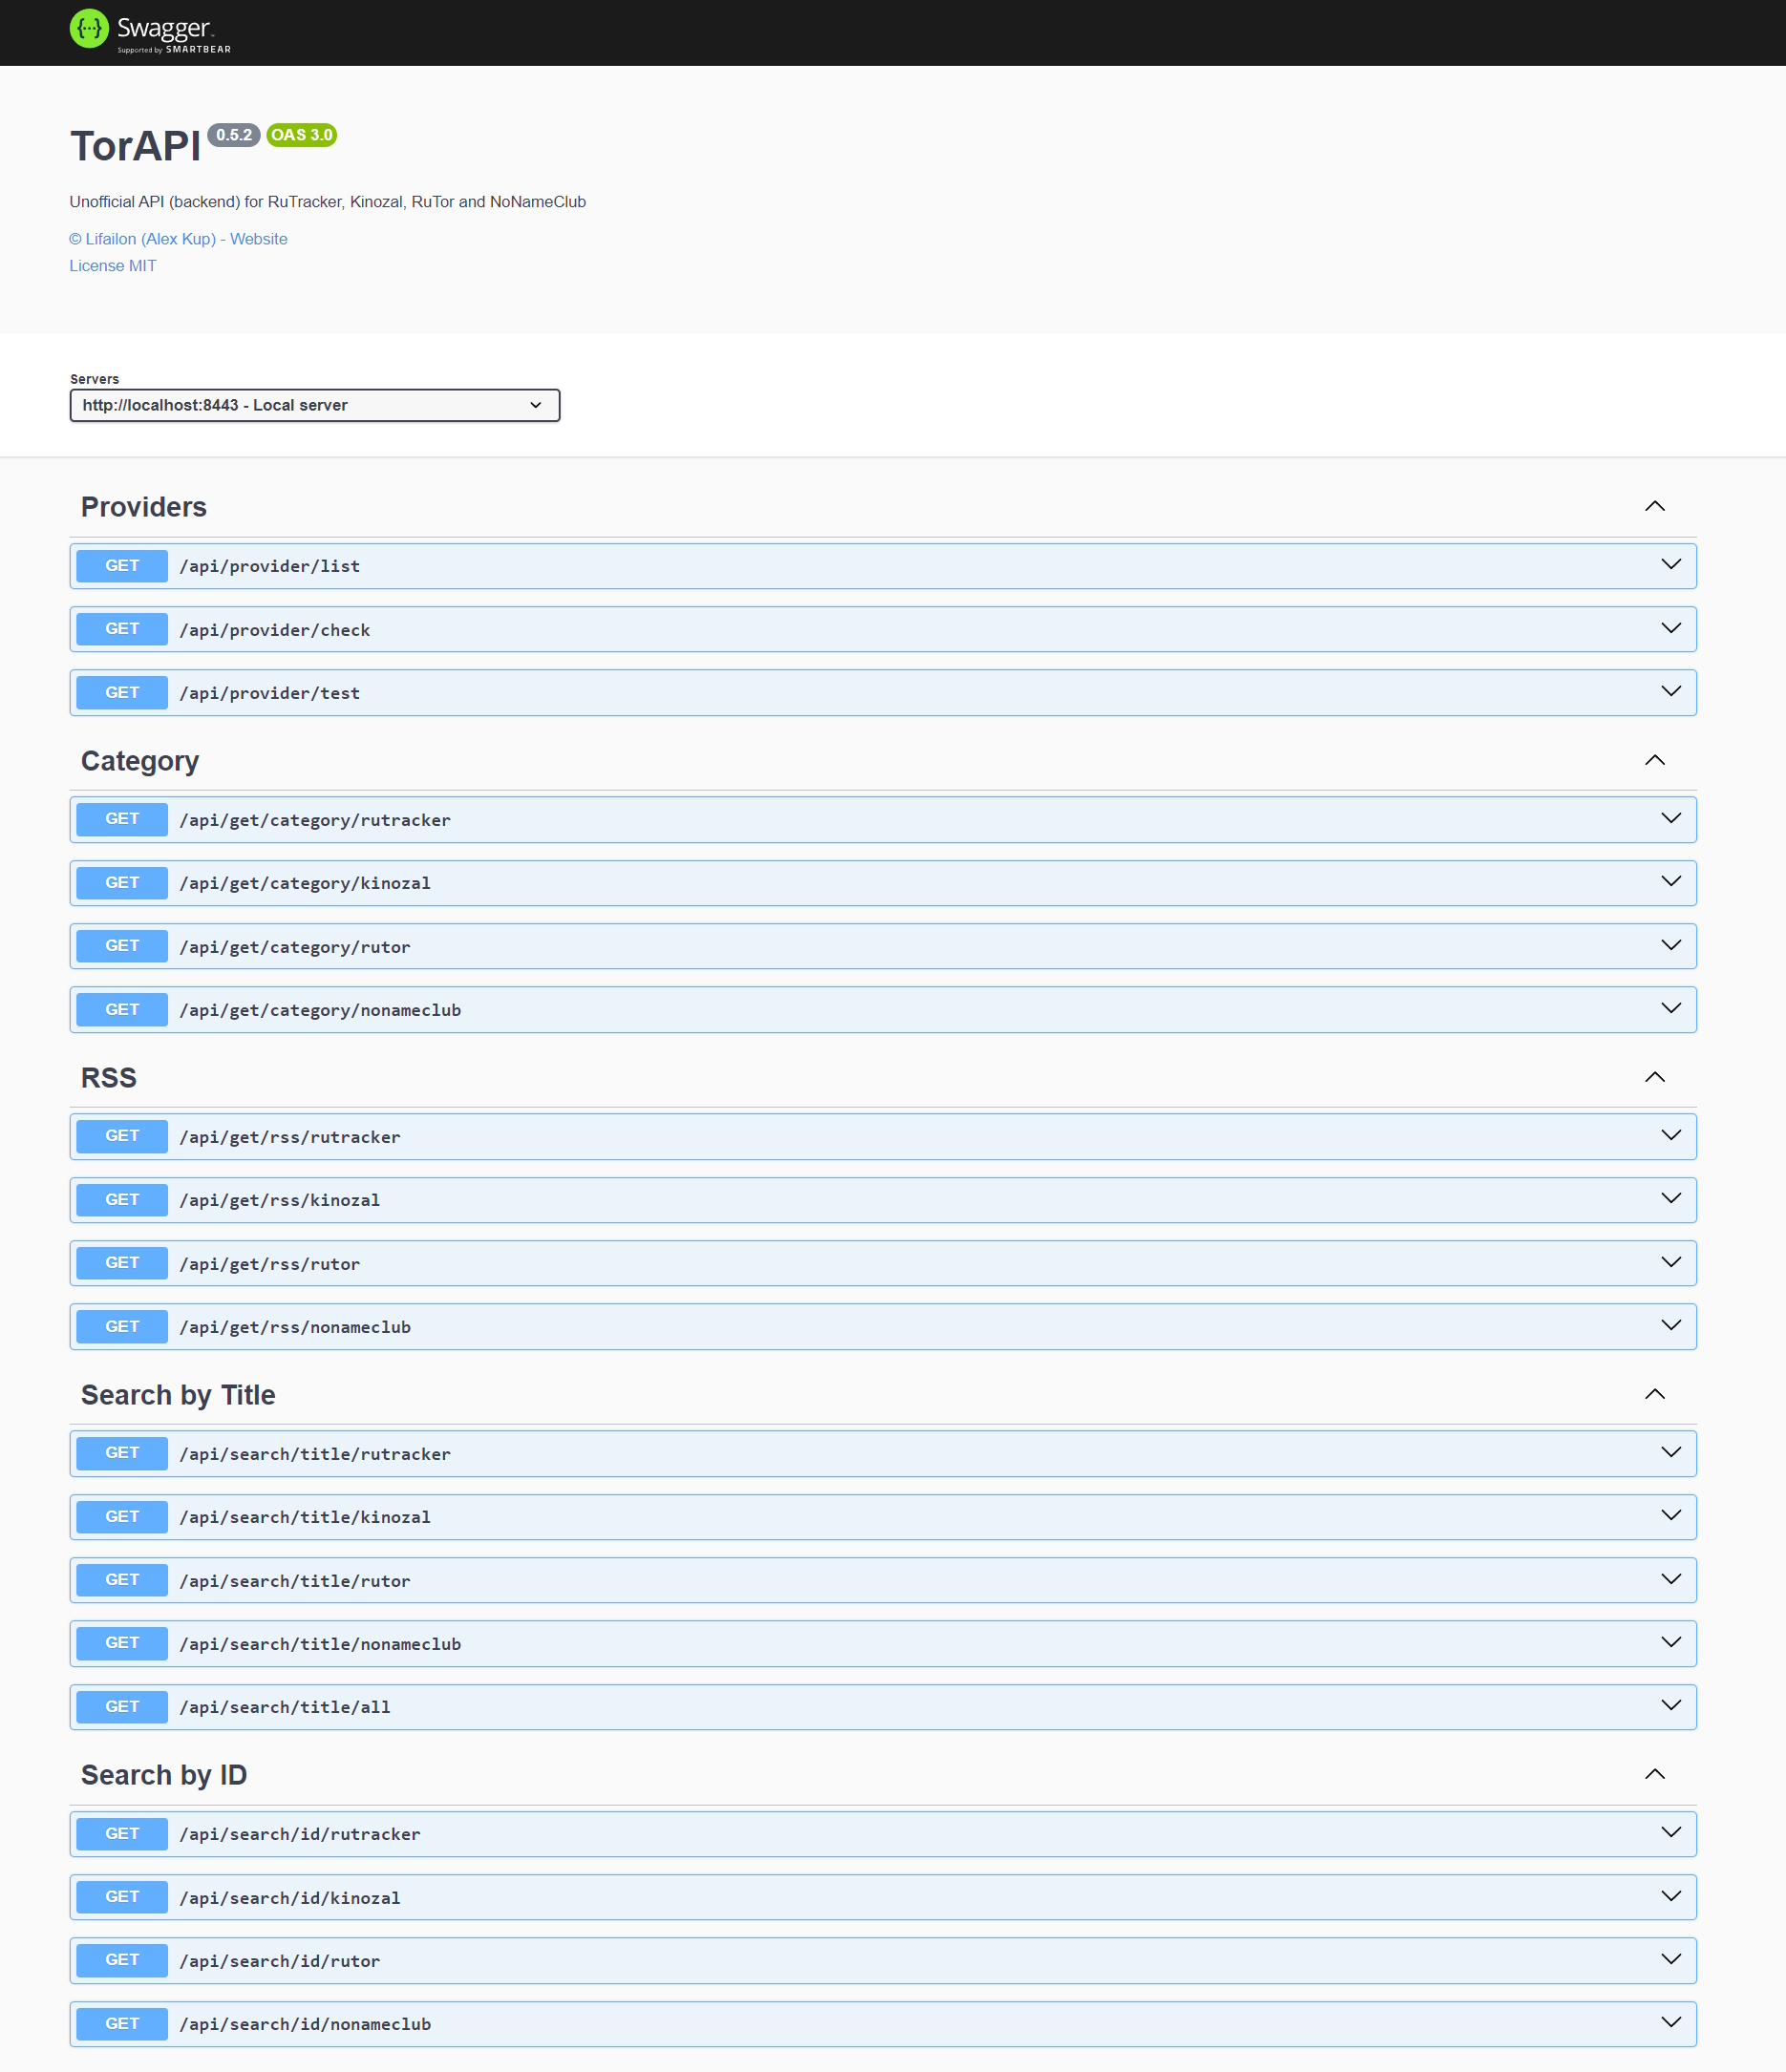 Swagger
Supported by SMARTBEAR
TorAPI 0.5.2 OAS 3.0
Unofficial API (backend) for RuTracker, Kinozal, RuTor and NoNameClub
© Lifailon (Alex Kup) - Website
License MIT
Servers
http://localhost:8443 - Local server
Providers
GET /api/provider/list
GET /api/provider/check
GET /api/provider/test
Category
GET /api/get/category/rutracker
GET /api/get/category/kinozal
GET /api/get/category/rutor
GET /api/get/category/nonameclub
RSS
GET /api/get/rss/rutracker
GET /api/get/rss/kinozal
GET /api/get/rss/rutor
GET /api/get/rss/nonameclub
Search by Title
GET /api/search/title/rutracker
GET /api/search/title/kinozal
GET /api/search/title/rutor
GET /api/search/title/nonameclub
GET /api/search/title/all
Search by ID
GET /api/search/id/rutracker
GET /api/search/id/kinozal
GET /api/search/id/rutor
GET /api/search/id/nonameclub